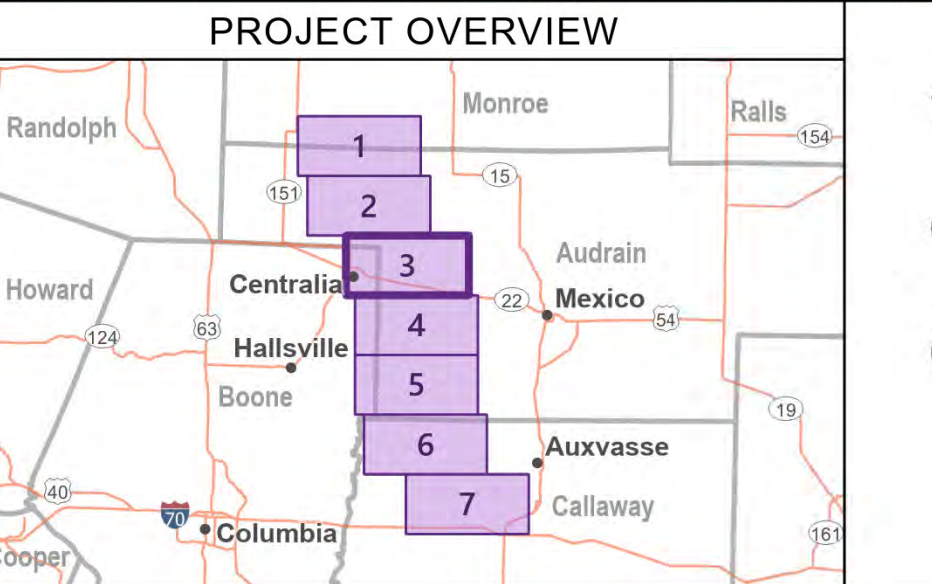 PROJECT OVERVIEW
Monroe
Ralls
Randolph
154
1
15
151
2
Audrain
3
Centralia
Howard
22
Mexico
63
4
54
124
Hallsville
5
Boone
19
6
Auxvasse
40
7
Callaway
70
Columbia
161
ooper